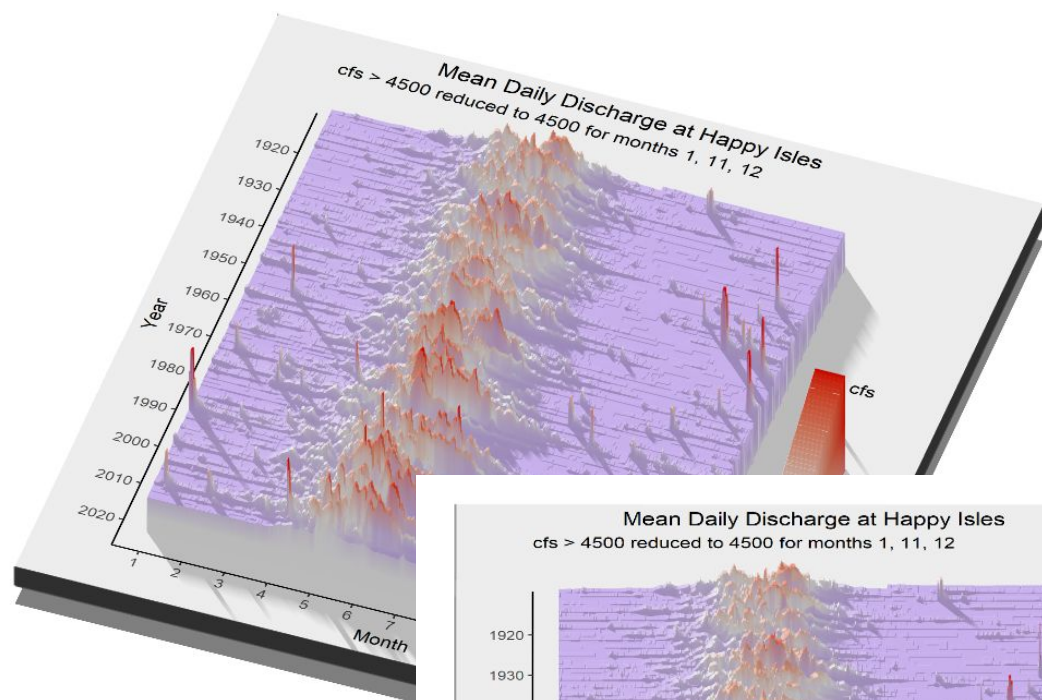 Mean Daily Discharge at Happy Isles
cfs > 4500 reduced to 4500 for months 1, 11, 12
1920
1930
1940
1950
1960
1970
1980
1990
2000
2010
2020
Year
1
2
3
4
5
6
7
Month
cfs
Mean Daily Discharge at Happy Isles
cfs > 4500 reduced to 4500 for months 1, 11, 12
1920
1930